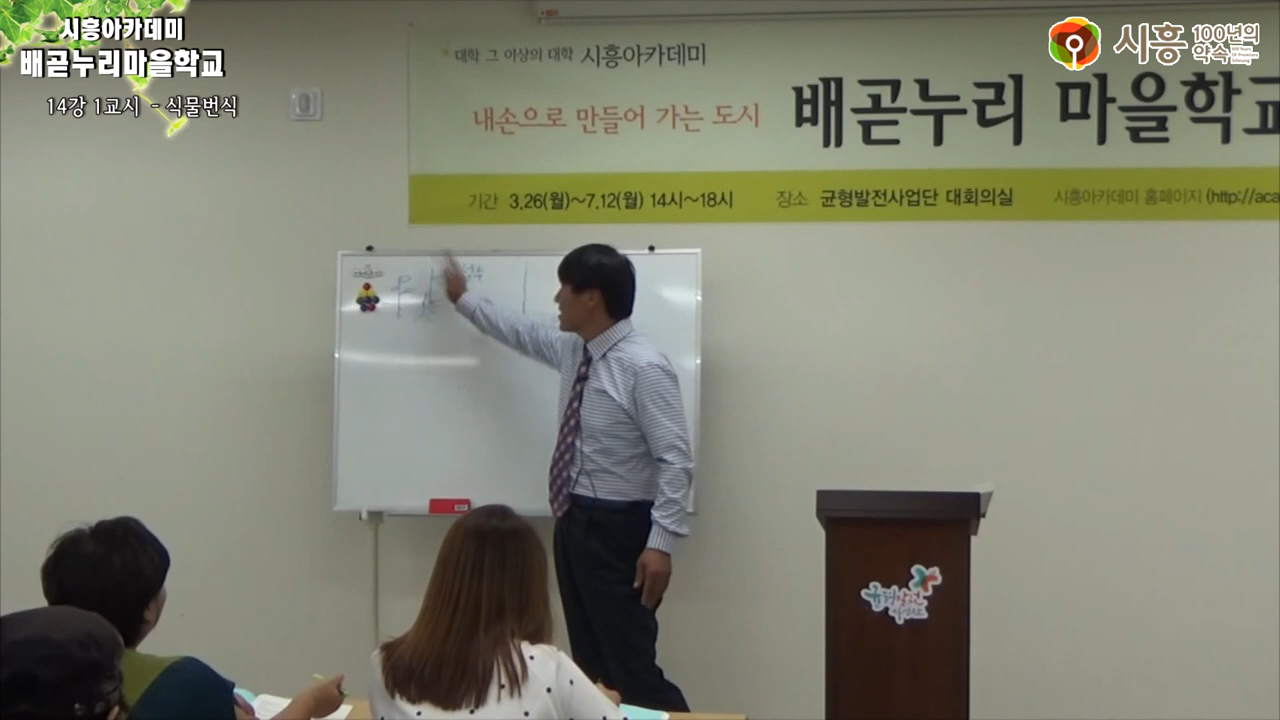 시흥아카데미
배곧누리마을학교
14강 1교시 - 식물번식
시흥 100년의 약속
대학 그 이상의 대학 시흥아카데미
내손으로 만들어 가는 도시
배곧누리 마을학교
기간 3.26(월)~7.12(월) 14시~18시 장소 균형발전사업단 대회의실 시흥아카데미 홈페이지 (http://aca
균형발전